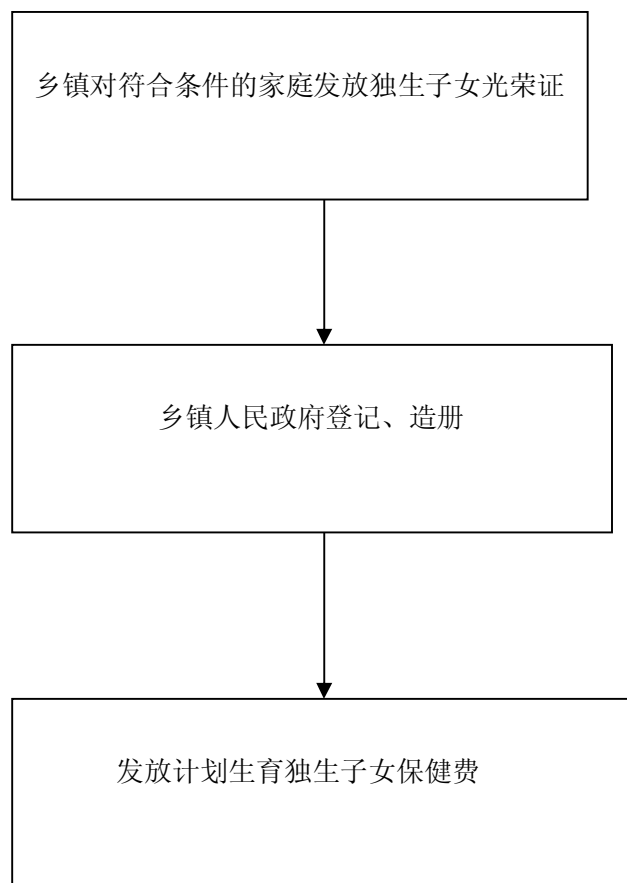 乡镇对符合条件的家庭发放独生子女光荣证
乡镇人民政府登记、造册
发放计划生育独生子女保健费